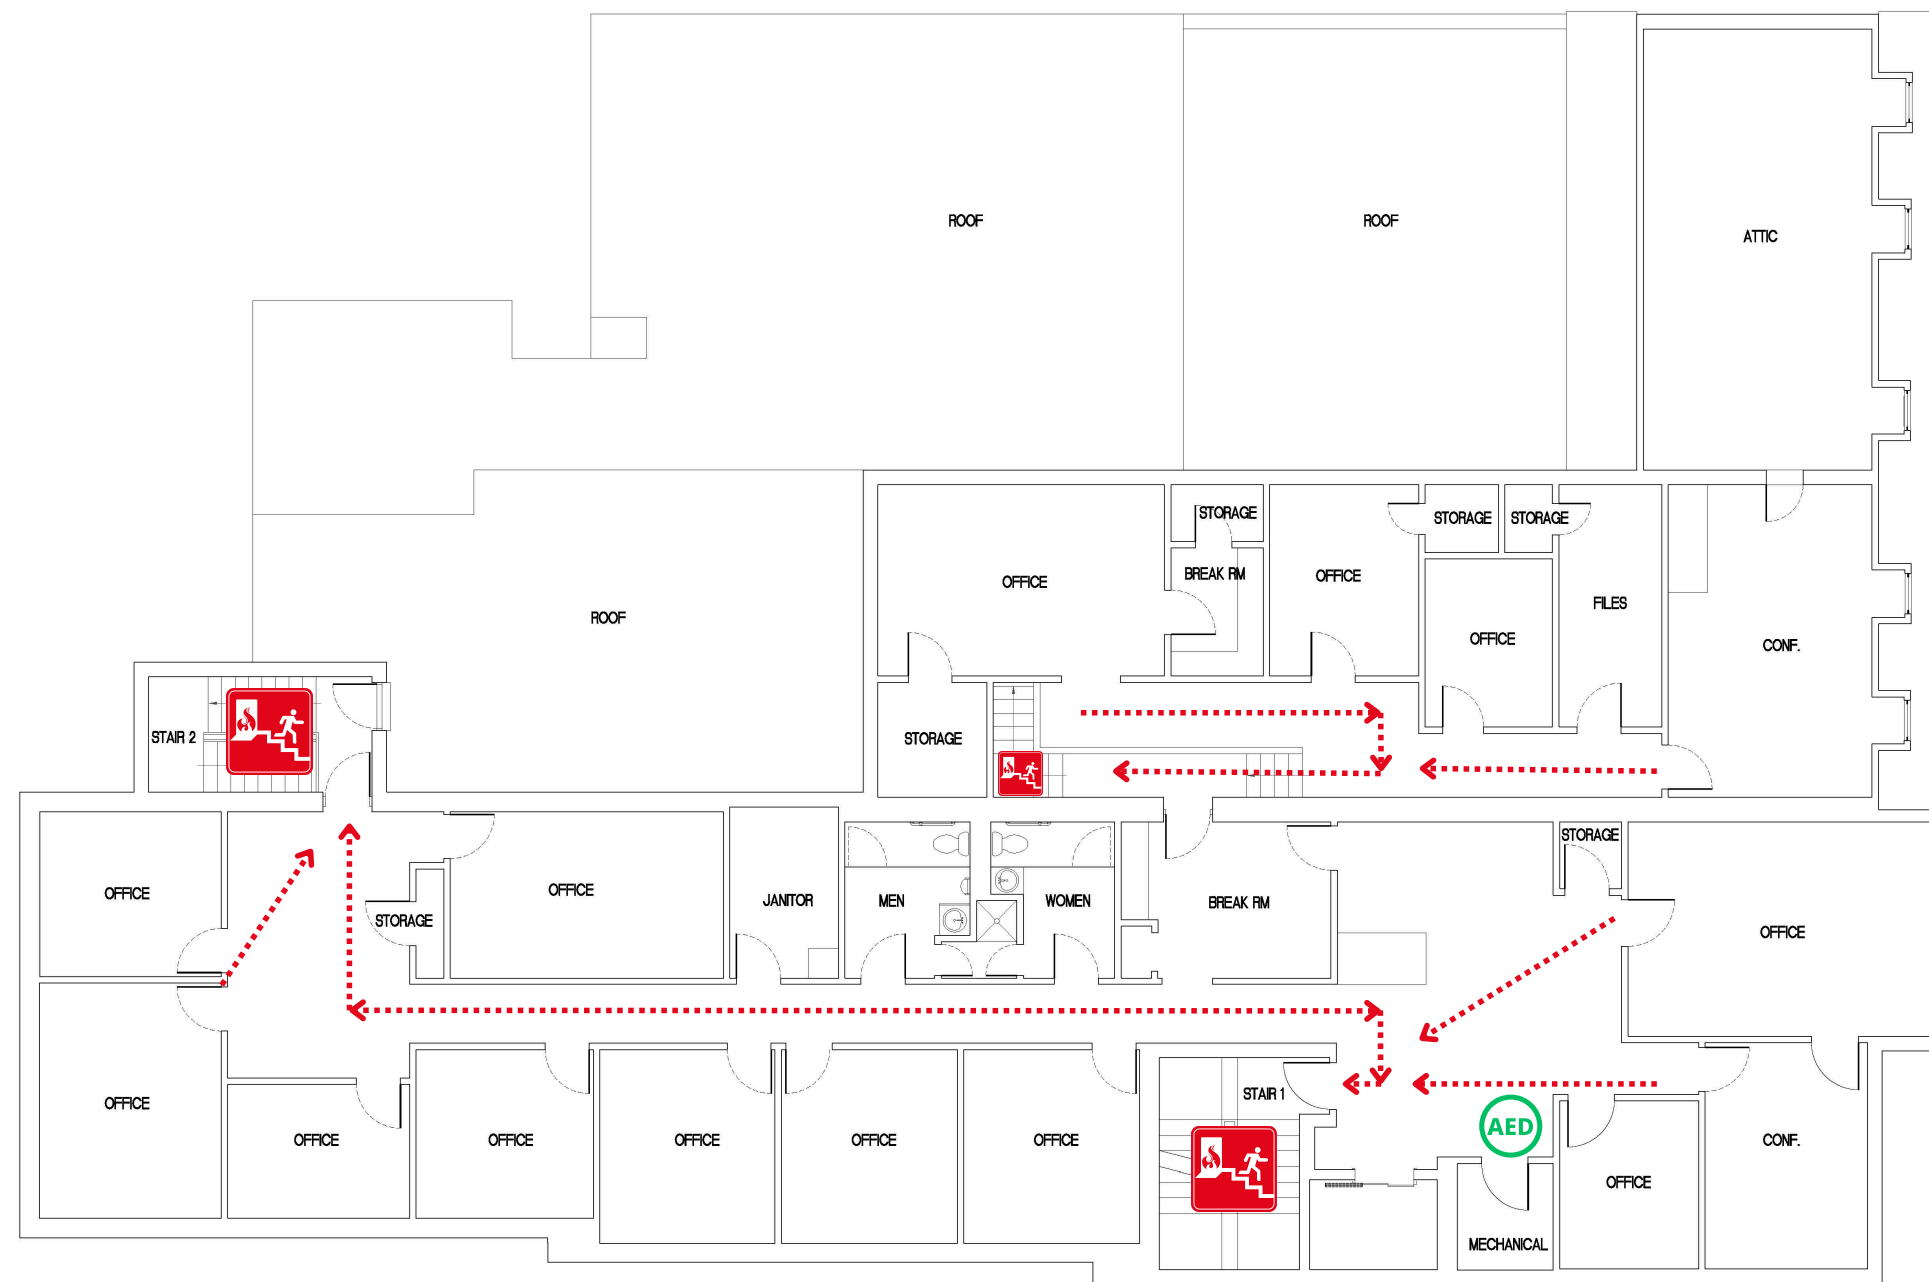 ROOF
ROOF
ATTIC
STORAGE
STORAGE
STORAGE
OFFICE
BREAK RM
OFFICE
FILES
ROOF
OFFICE
CONF.
STAIR 2
STORAGE
STORAGE
OFFICE
OFFICE
STORAGE
JANITOR
MEN
WOMEN
BREAK RM
OFFICE
OFFICE
STAIR 1
AED
OFFICE
OFFICE
OFFICE
OFFICE
OFFICE
CONF.
OFFICE
MECHANICAL